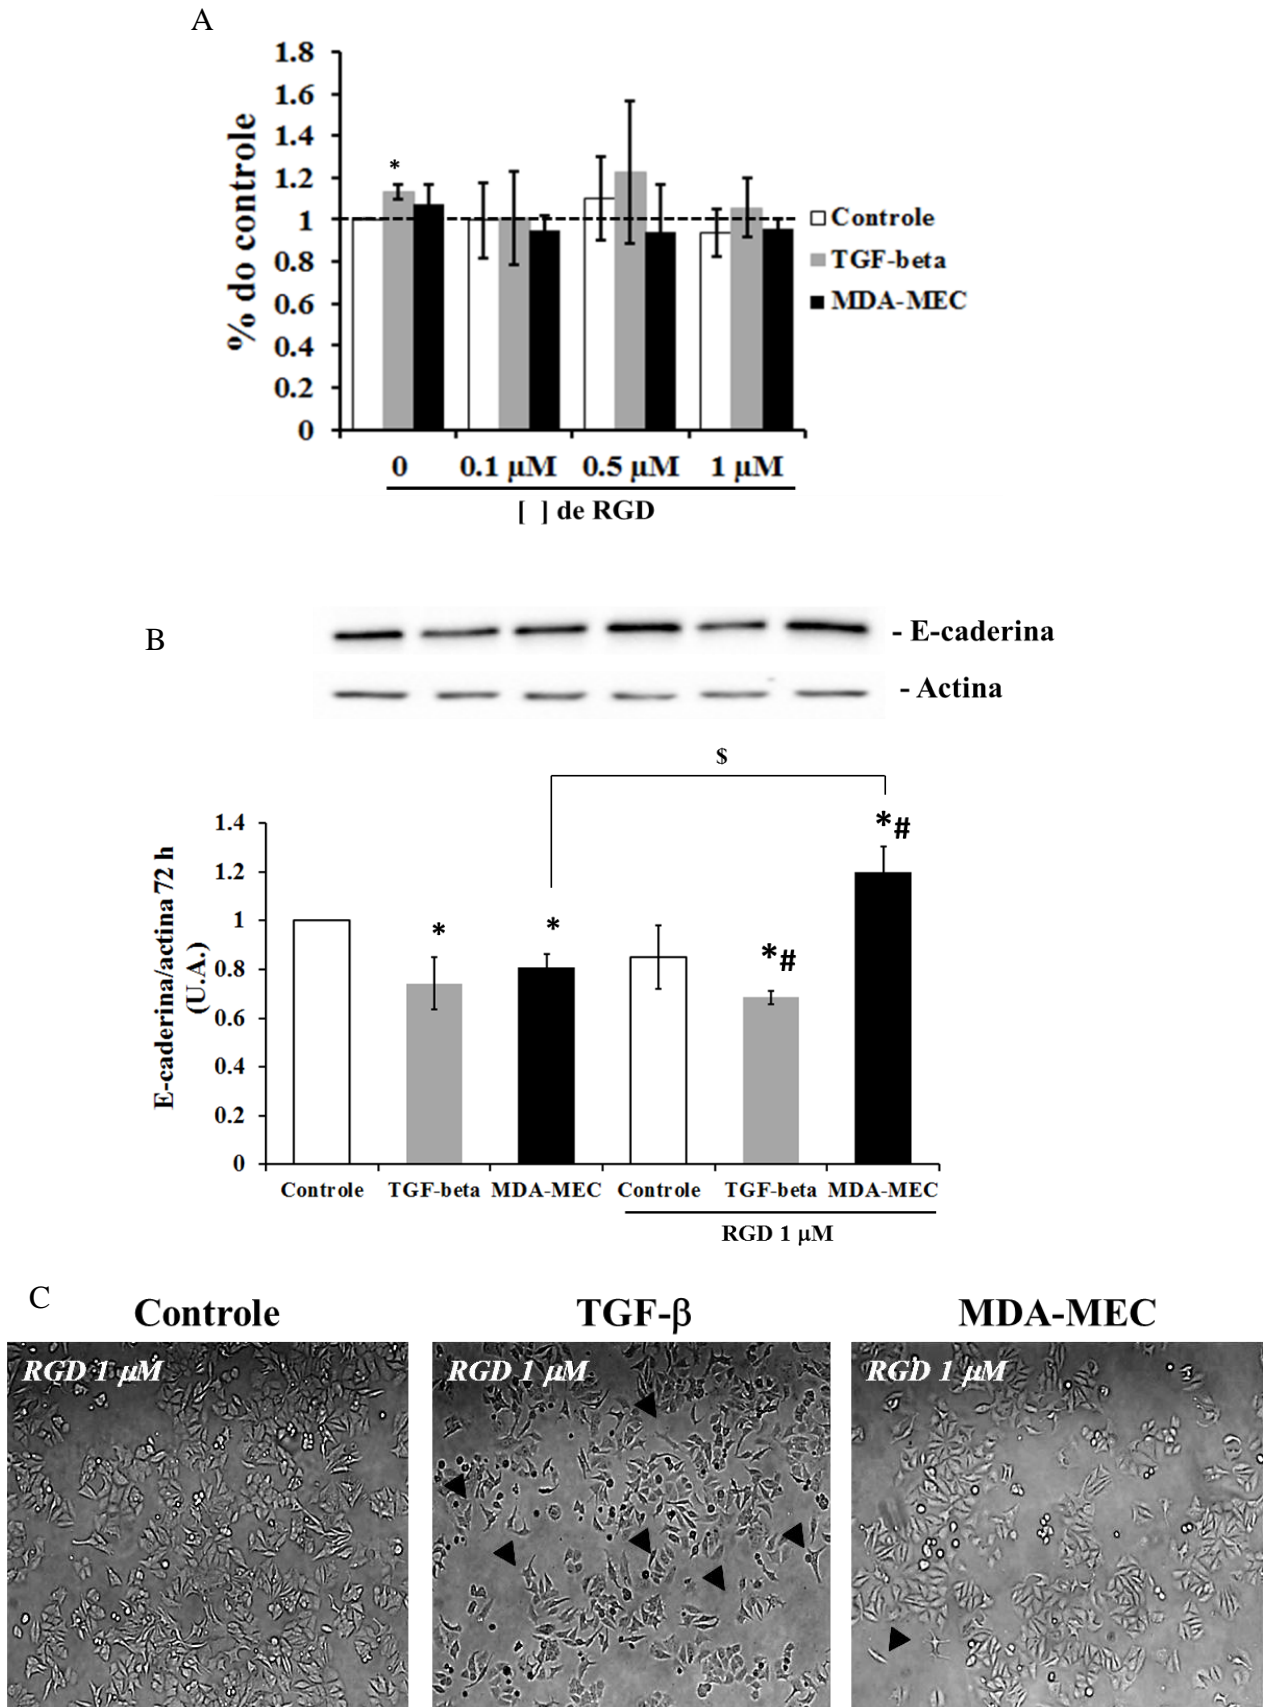 A
1.8
1.6
1.4
1.2
1
0.8
0.6
0.4
0.2
0
% do controle
*
Controle
TGF-beta
MDA-MEC
0 0.1 µM 0.5 µM 1 µM
[ ] de RGD
B
- E-caderina
- Actina
$
1.4
1.2
1
0.8
0.6
0.4
0.2
0
E-caderina/actina 72 h
(U.A.)
* * *# *#
Controle TGF-beta MDA-MEC Controle TGF-beta MDA-MEC
RGD 1 µM
C
Controle TGF-β MDA-MEC
RGD 1 µM RGD 1 µM RGD 1 µM